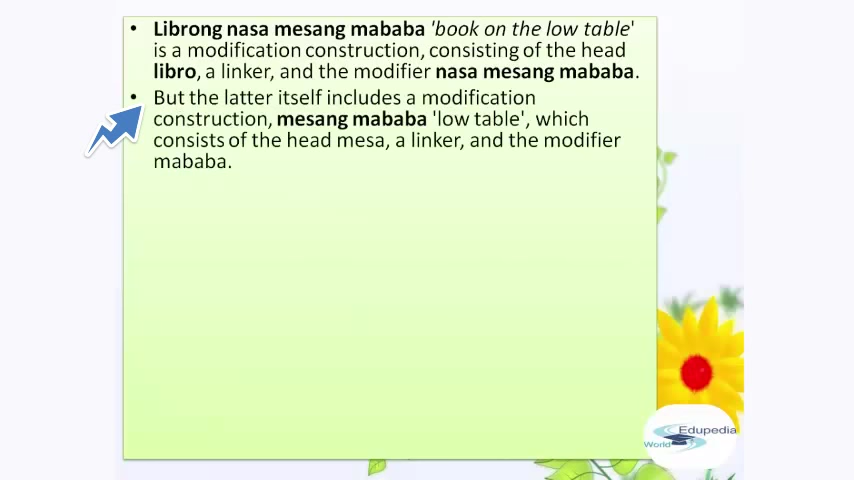 • Librong nasa mesang mababa 'book on the low table'
is a modification construction, consisting of the head
libro, a linker, and the modifier nasa mesang mababa.
• But the latter itself includes a modification
construction, mesang mababa 'low table', which
consists of the head mesa, a linker, and the modifier
mababa.
Edupedia
World